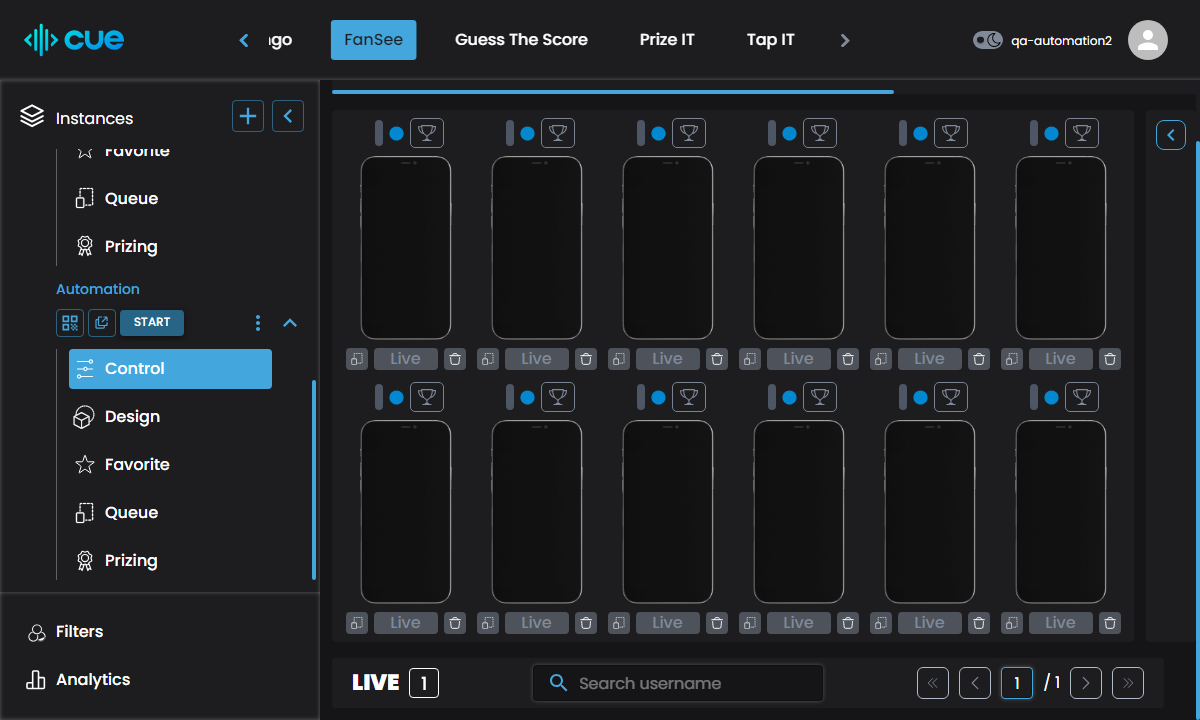 cue
ngo
FanSee
Guess The Score
Prize IT
Tap IT
qa-automation2
Instances
Favorite
Queue
Prizing
Automation
START
Control
Design
Favorite
Queue
Prizing
Filters
Analytics
Live Live Live Live Live Live
Live Live Live Live Live Live
LIVE 1
Search username
1 / 1